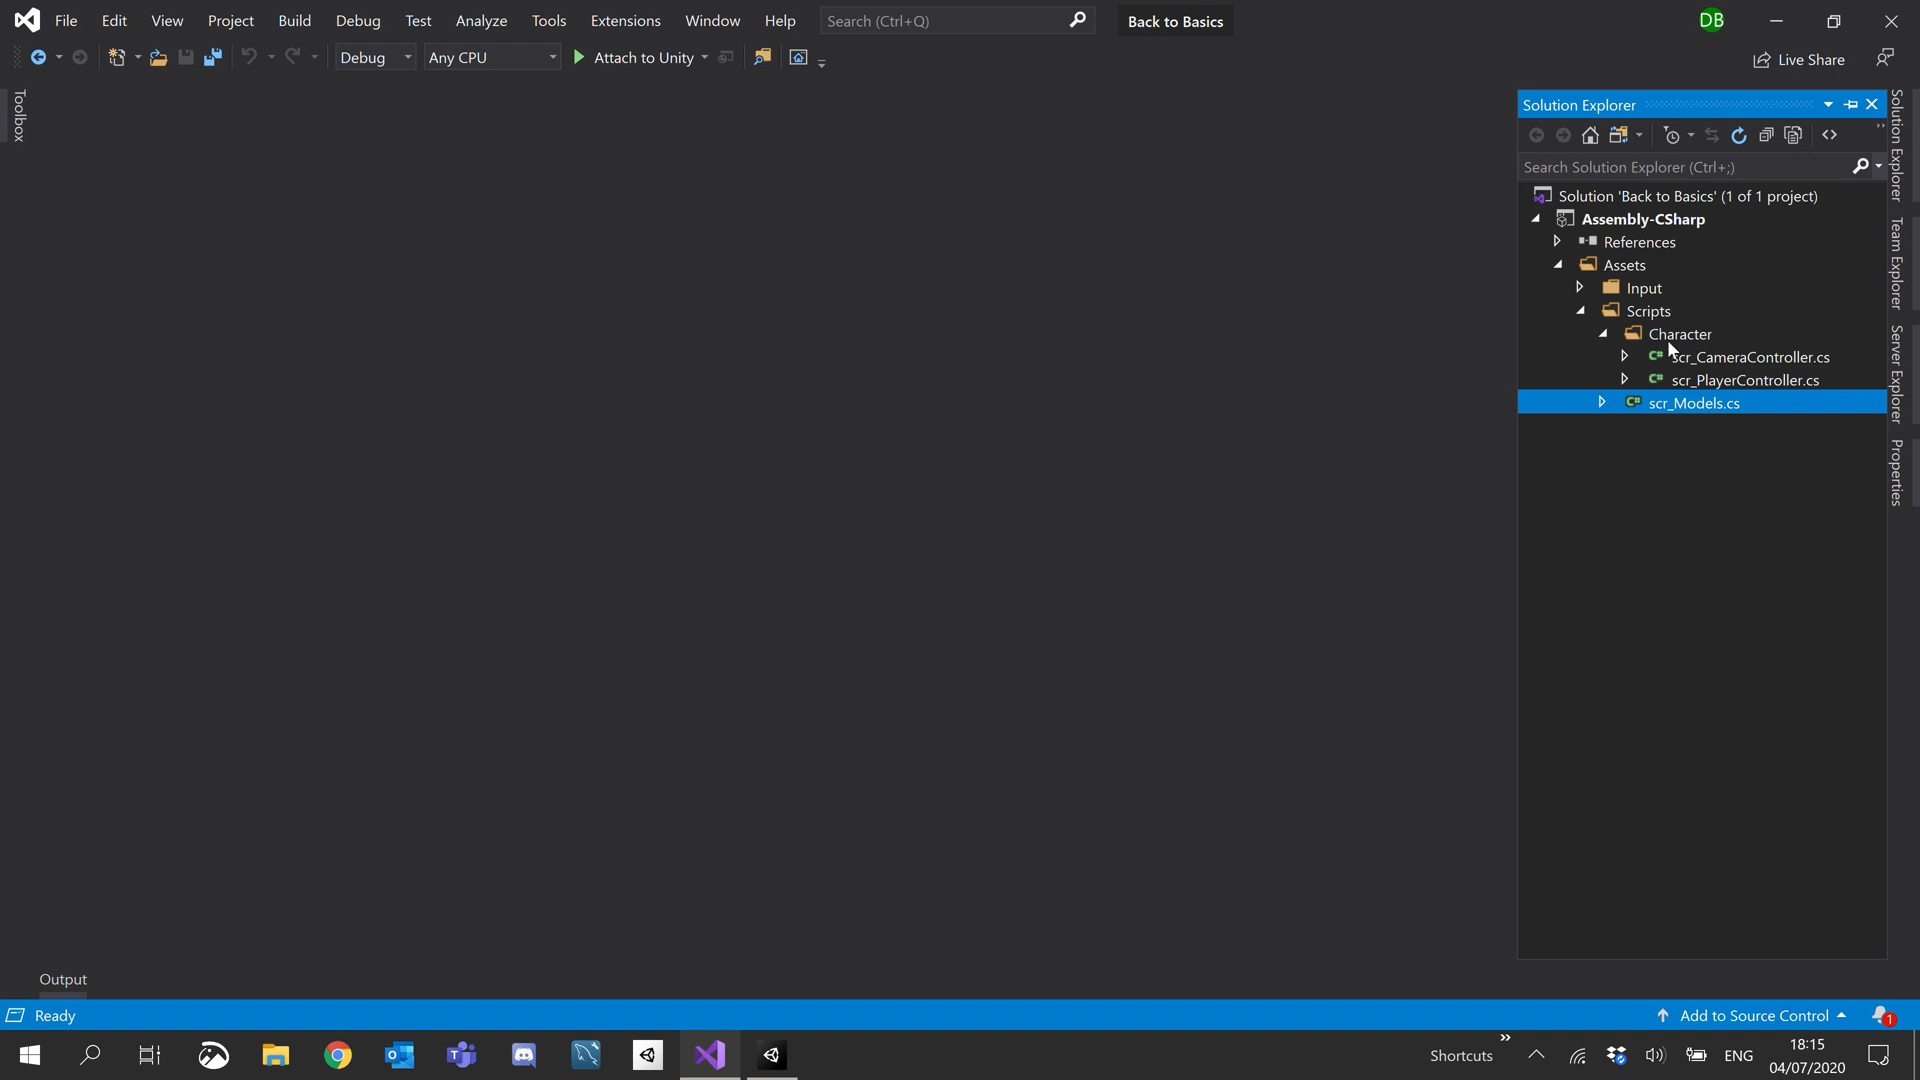 File Edit View Project Build Debug Test Analyze Tools Extensions Window Help Search (Ctrl+Q) Back to Basics DB
Debug Any CPU Attach to Unity Live Share
Toolbox
Solution Explorer
Search Solution Explorer (Ctrl+;)
Solution 'Back to Basics' (1 of 1 project)
Assembly-CSharp
References
Assets
Input
Scripts
Character
C# scr_CameraController.cs
C# scr_PlayerController.cs
C# scr_Models.cs
Solution Explorer
Team Explorer
Server Explorer
Properties
Output
Ready Add to Source Control 1
Shortcuts ENG 18:15
04/07/2020